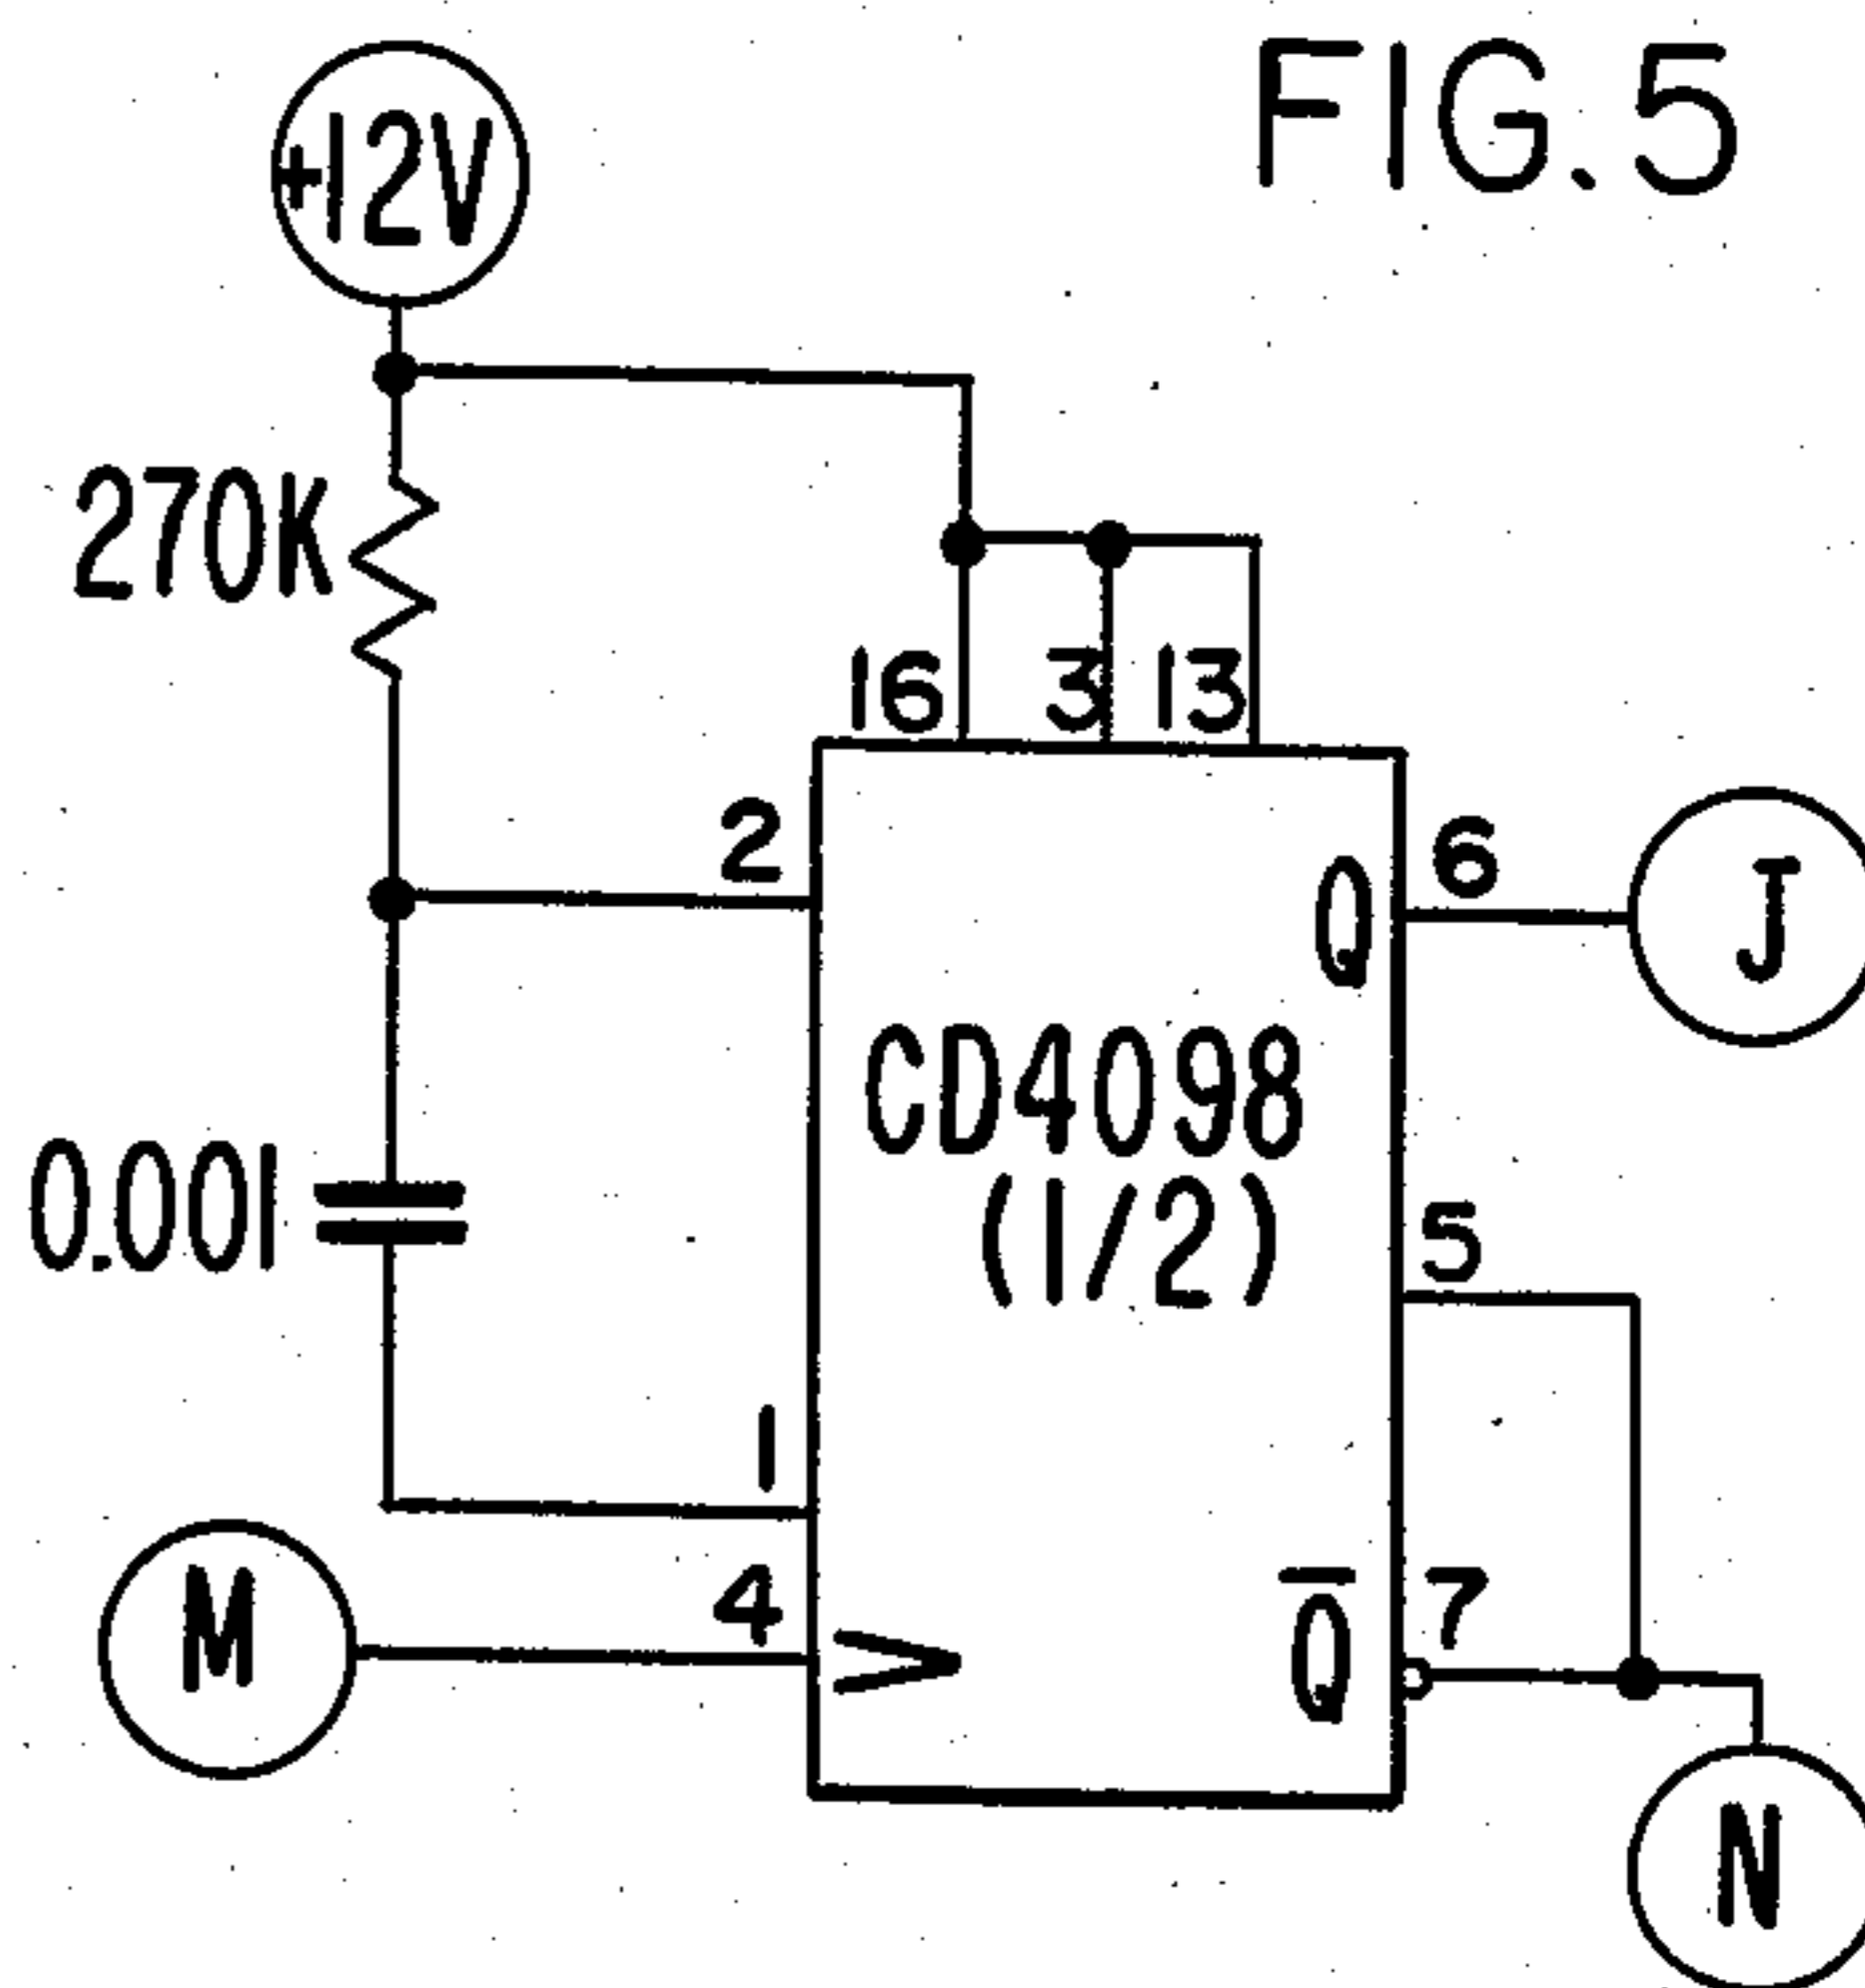 FIG.5
+12V
270K
16 3 13
2
Q 6
J
CD4098
(1/2)
0.001
5
1
M
4
Q̅ 7
N